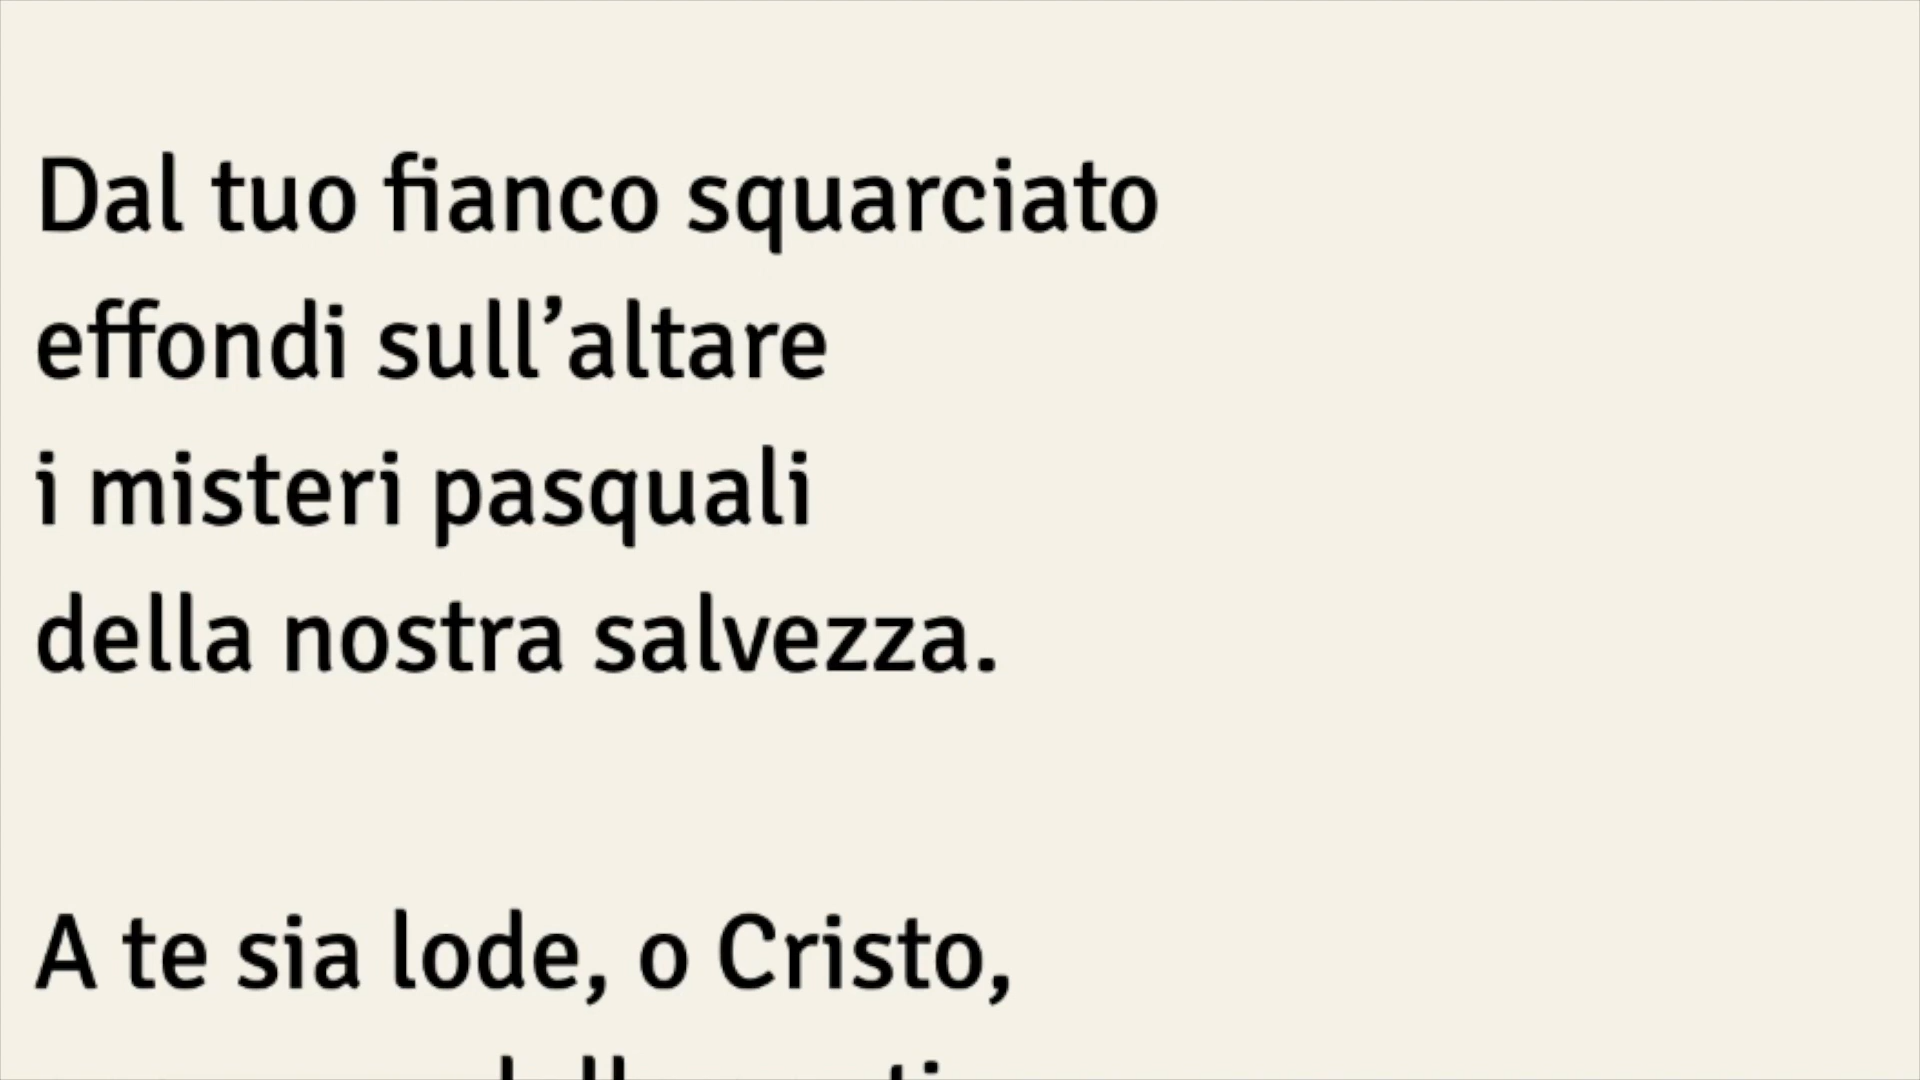 Dal tuo fianco squarciato
effondi sull’altare
i misteri pasquali
della nostra salvezza.
A te sia lode, o Cristo,